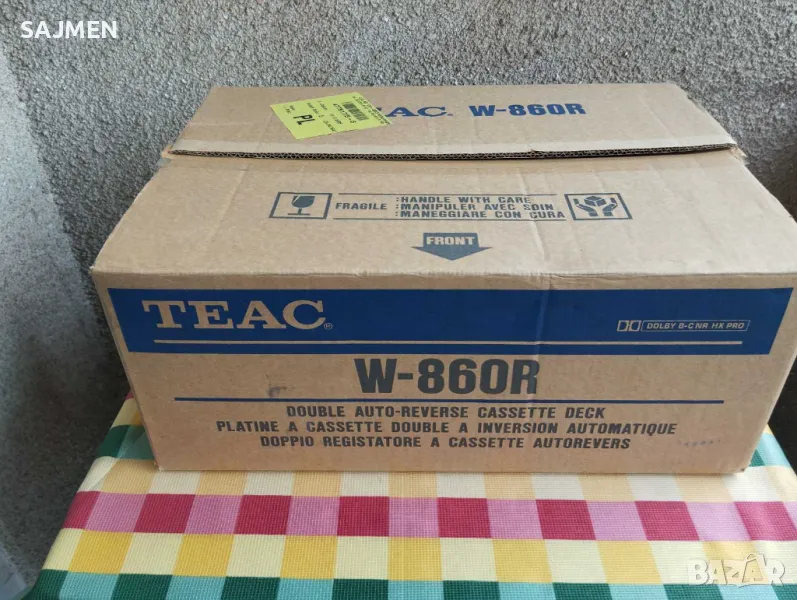 SAJMEN
TEAC W-860R
PL
FRAGILE :HANDLE WITH CARE
:MANIPULER AVEC SOIN
:MANEGGIARE CON CURA
FRONT
TEAC®
DOLBY B-C NR HX PRO
W-860R
DOUBLE AUTO-REVERSE CASSETTE DECK
PLATINE A CASSETTE DOUBLE A INVERSION AUTOMATIQUE
DOPPIO REGISTATORE A CASSETTE AUTOREVERS
BAZAR